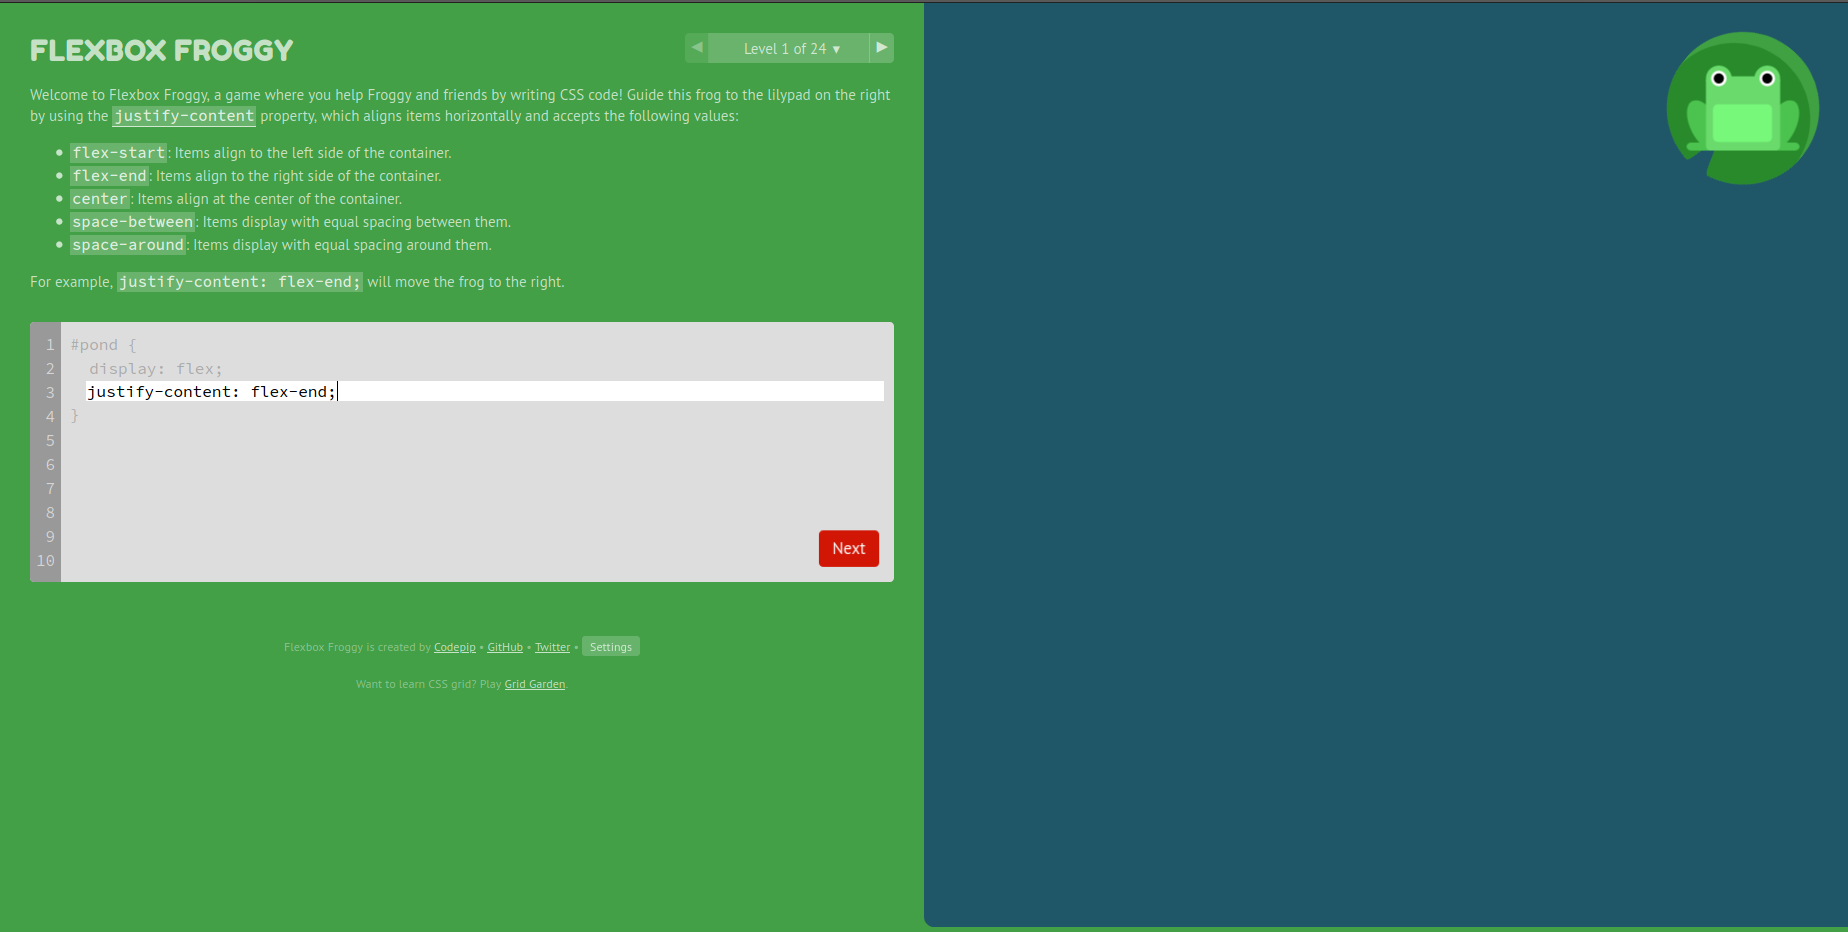 FLEXBOX FROGGY
◀ Level 1 of 24 ▾ ▶
Welcome to Flexbox Froggy, a game where you help Froggy and friends by writing CSS code! Guide this frog to the lilypad on the right
by using the justify-content property, which aligns items horizontally and accepts the following values:
• flex-start: Items align to the left side of the container.
• flex-end: Items align to the right side of the container.
• center: Items align at the center of the container.
• space-between: Items display with equal spacing between them.
• space-around: Items display with equal spacing around them.
For example, justify-content: flex-end; will move the frog to the right.
1 #pond {
2 display: flex;
3 justify-content: flex-end;
4 }
5
6
7
8
9
10
Next
Flexbox Froggy is created by Codepip • GitHub • Twitter • Settings
Want to learn CSS grid? Play Grid Garden.